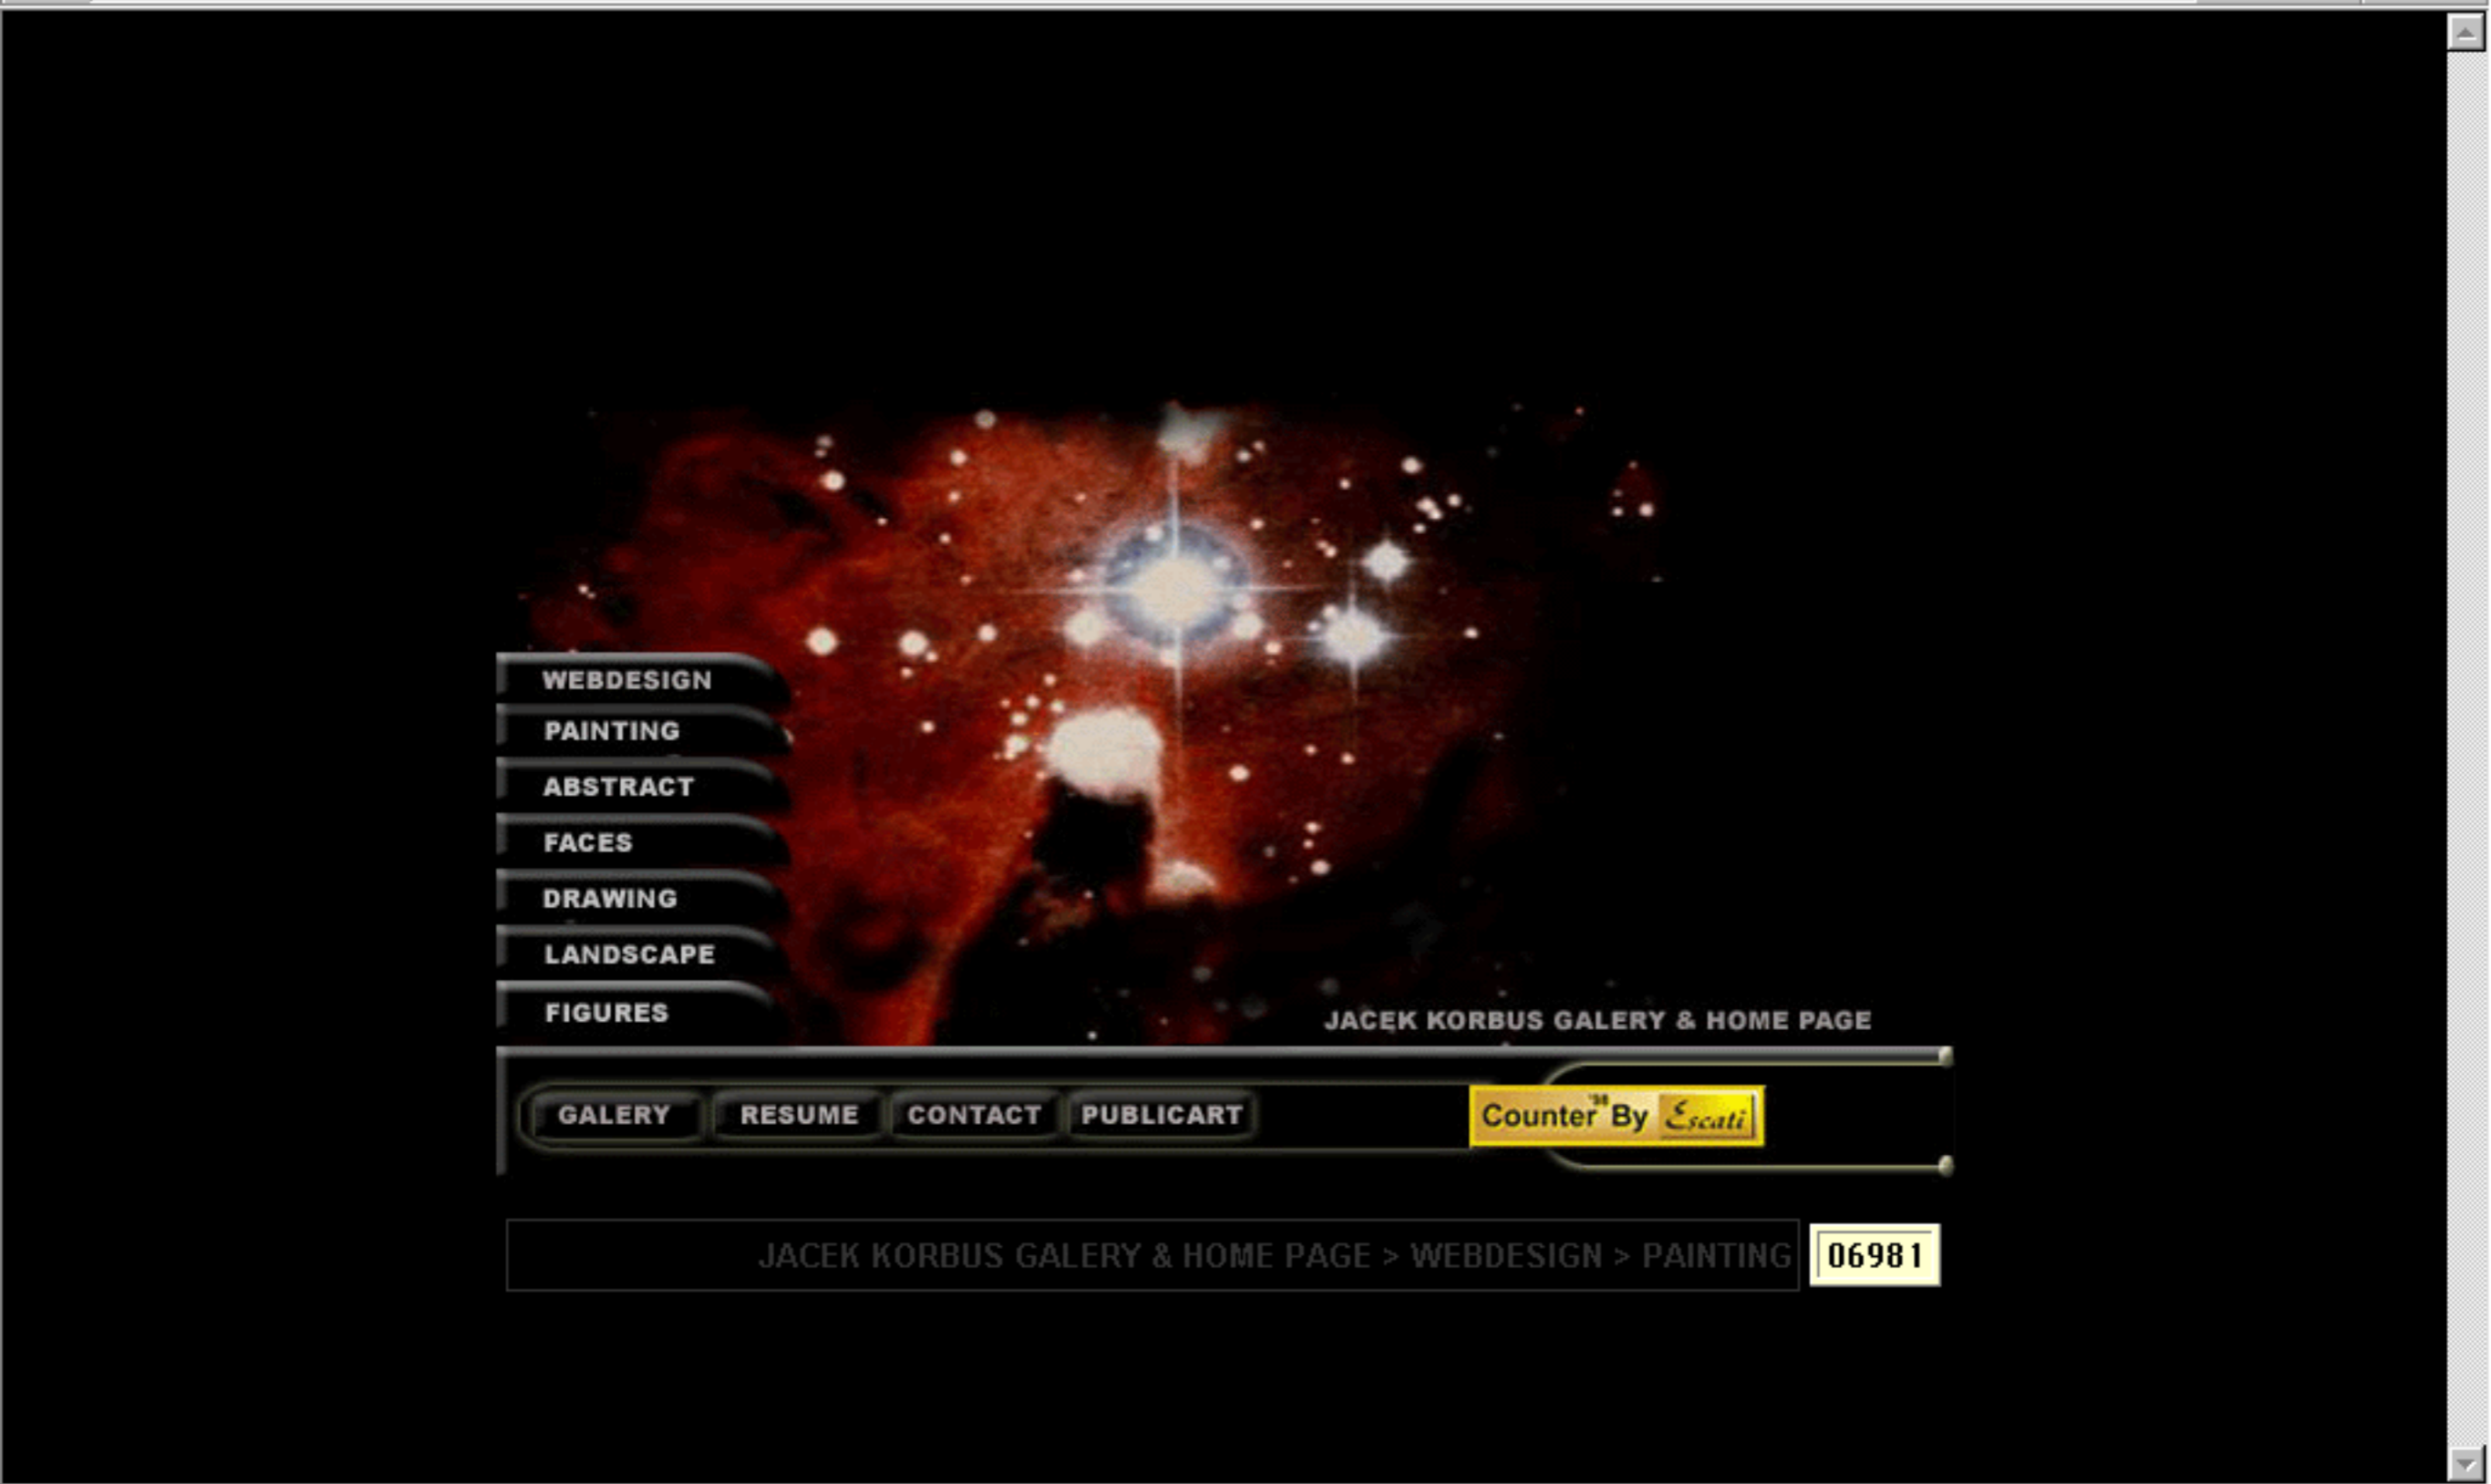 WEBDESIGN
PAINTING
ABSTRACT
FACES
DRAWING
LANDSCAPE
FIGURES
JACEK KORBUS GALERY & HOME PAGE
GALERY RESUME CONTACT PUBLICART
Counter '98 By Escati
JACEK KORBUS GALERY & HOME PAGE > WEBDESIGN > PAINTING 06981